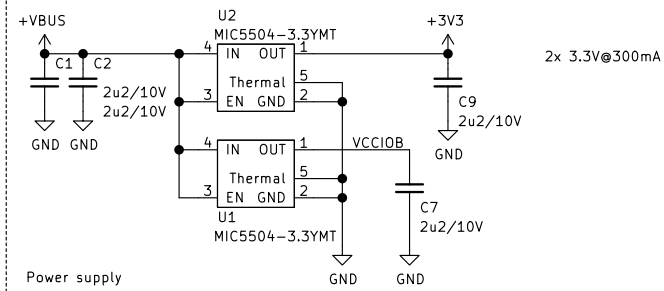 U2
MIC5504-3.3YMT
+VBUS
+3V3
4 IN OUT 1
2x 3.3V@300mA
C1 C2
Thermal 5
2u2/10V
3 EN GND 2
2u2/10V
C9
2u2/10V
GND GND
GND
4 IN OUT 1
VCCIOB
Thermal 5
3 EN GND 2
U1
C7
MIC5504-3.3YMT
2u2/10V
Power supply
GND
GND